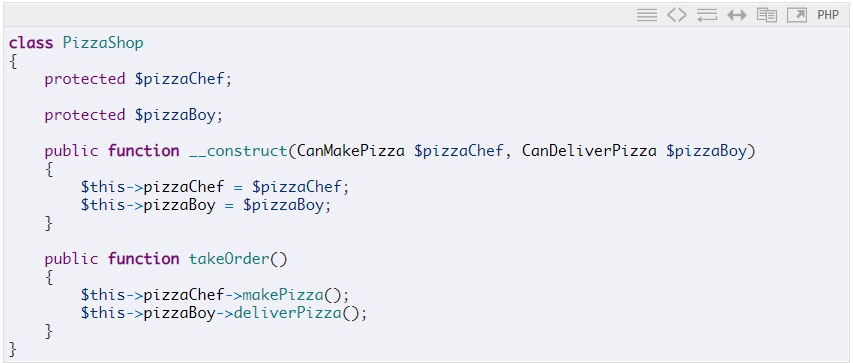 PHP
class PizzaShop
{
    protected $pizzaChef;

    protected $pizzaBoy;

    public function __construct(CanMakePizza $pizzaChef, CanDeliverPizza $pizzaBoy)
    {
        $this->pizzaChef = $pizzaChef;
        $this->pizzaBoy = $pizzaBoy;
    }

    public function takeOrder()
    {
        $this->pizzaChef->makePizza();
        $this->pizzaBoy->deliverPizza();
    }
}